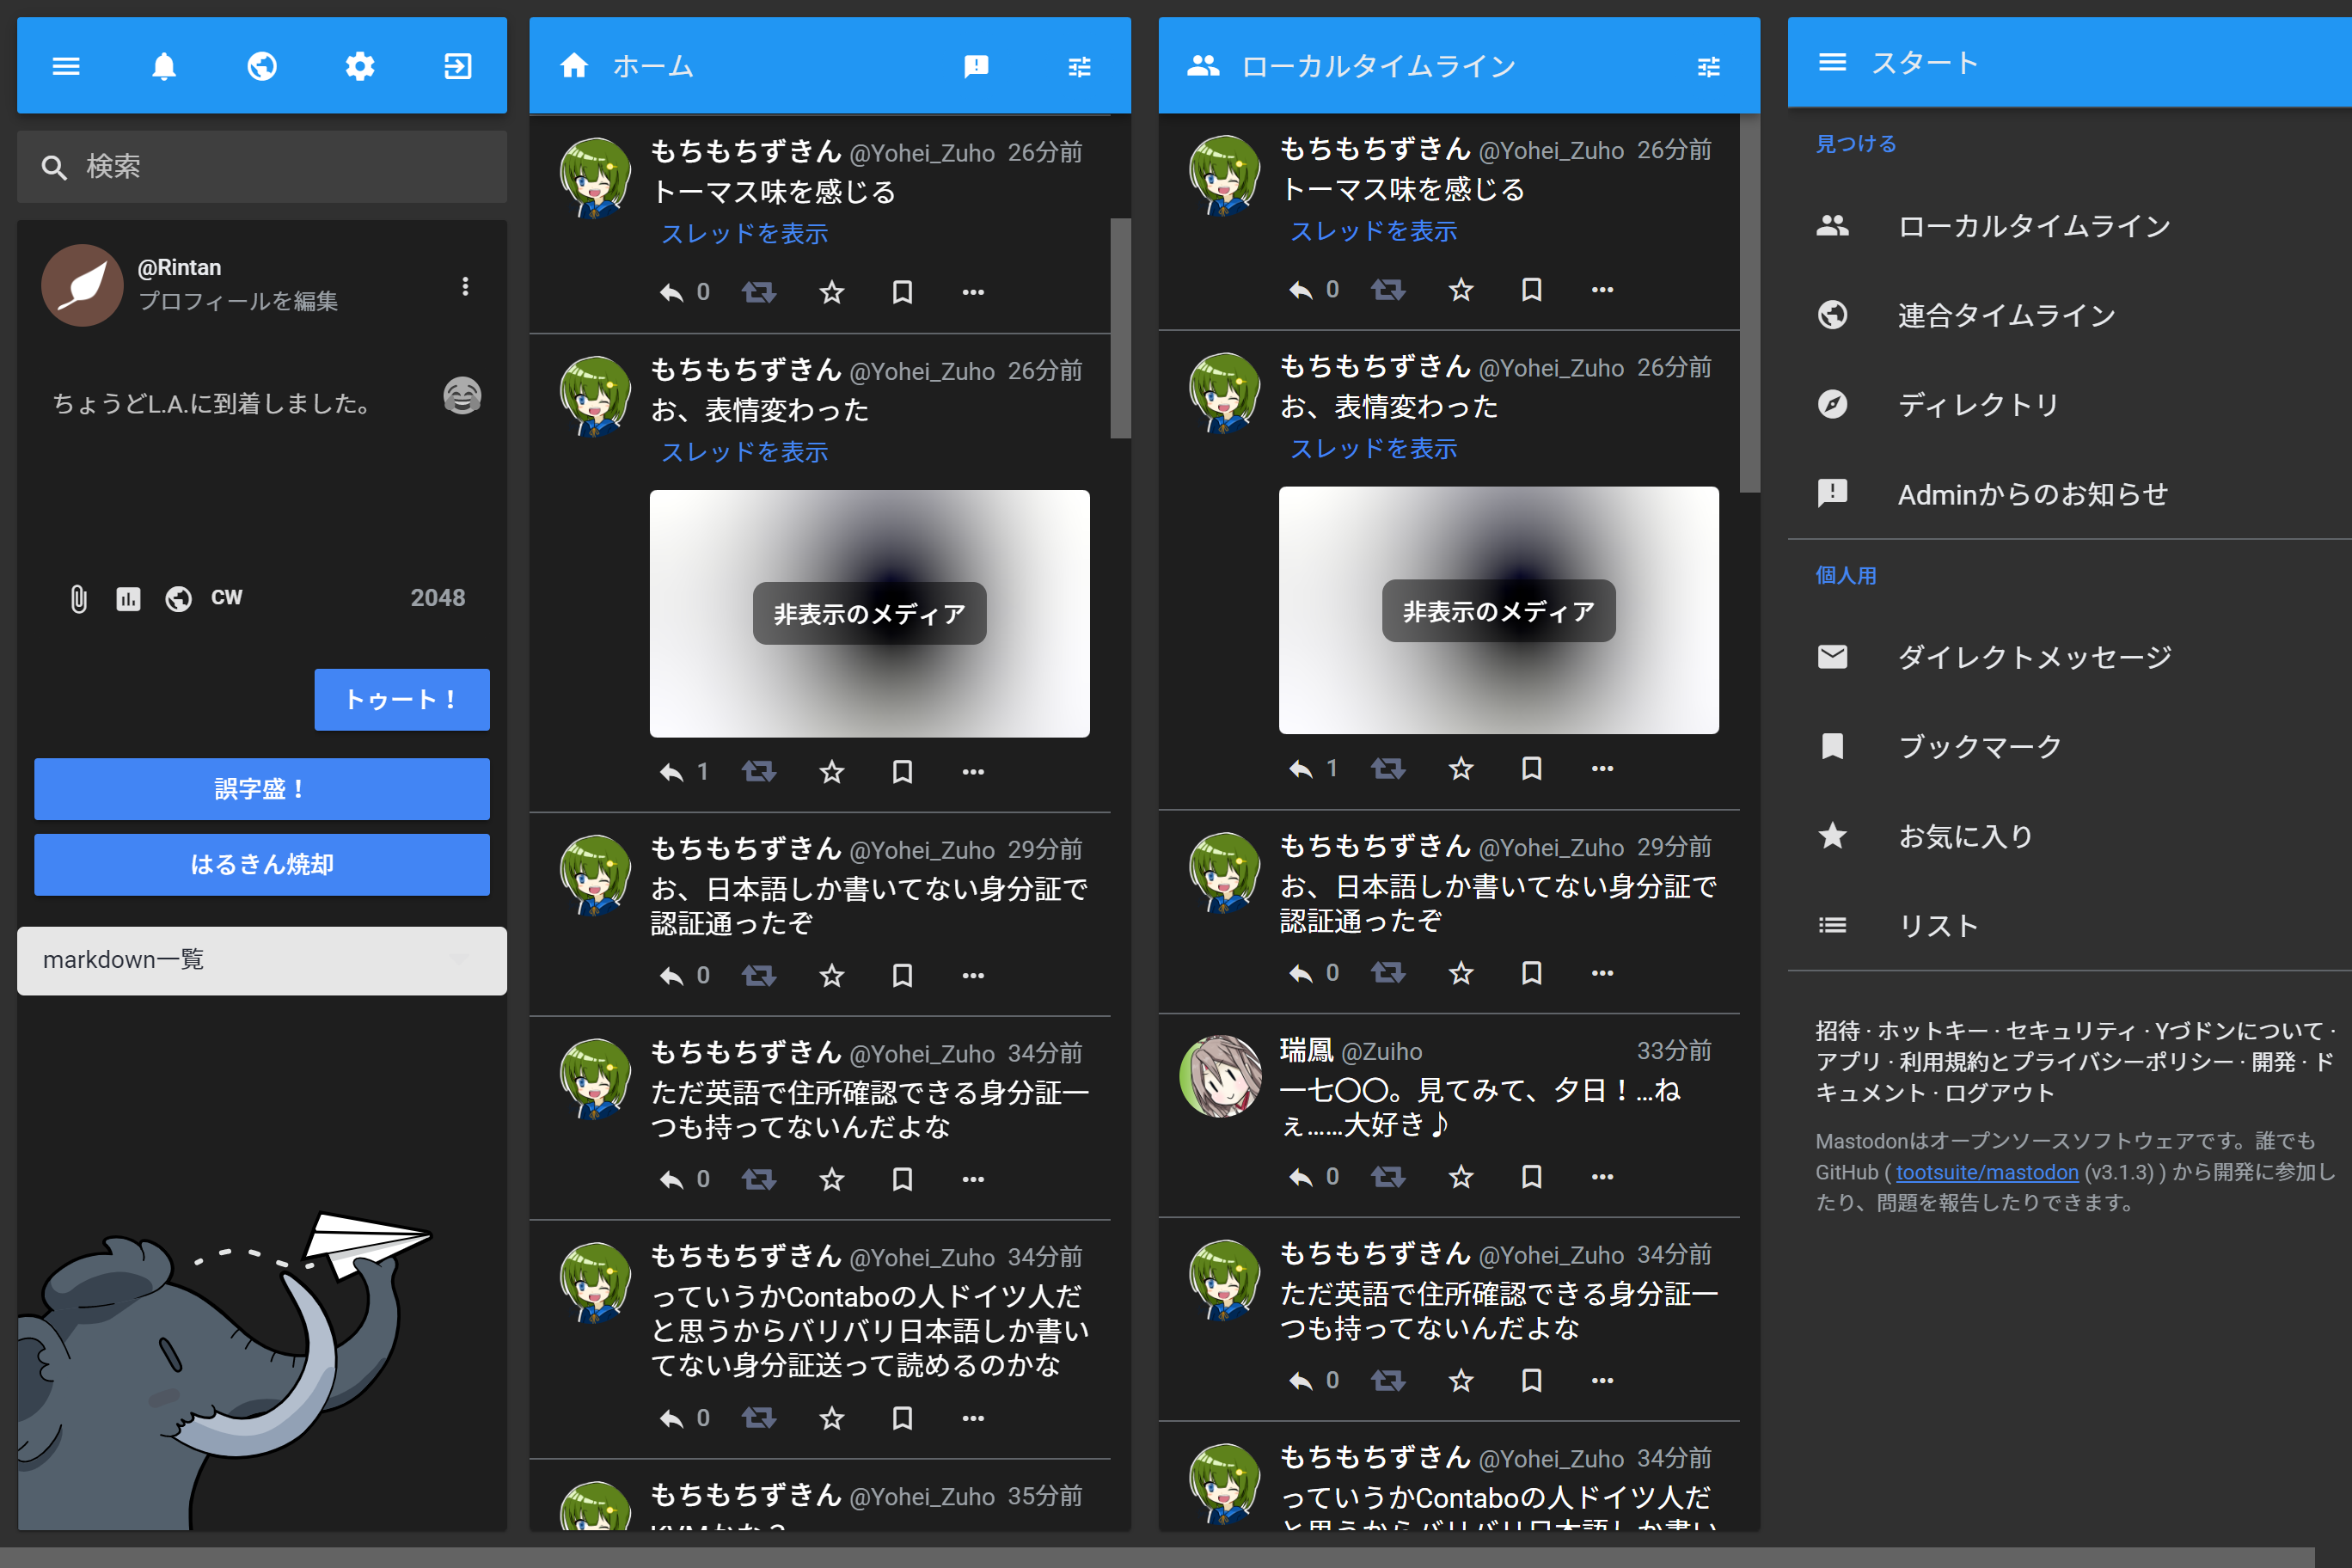 検索
@Rintan
プロフィールを編集
ちょうどL.A.に到着しました。
CW
2048
トゥート！
誤字盛！
はるきん焼却
markdown一覧
ホーム
もちもちずきん @Yohei_Zuho 26分前
トーマス味を感じる
スレッドを表示
0
もちもちずきん @Yohei_Zuho 26分前
お、表情変わった
スレッドを表示
非表示のメディア
1
もちもちずきん @Yohei_Zuho 29分前
お、日本語しか書いてない身分証で
認証通ったぞ
0
もちもちずきん @Yohei_Zuho 34分前
ただ英語で住所確認できる身分証一
つも持ってないんだよな
0
もちもちずきん @Yohei_Zuho 34分前
っていうかContaboの人ドイツ人だ
と思うからバリバリ日本語しか書い
てない身分証送って読めるのかな
0
もちもちずきん @Yohei_Zuho 35分前
ローカルタイムライン
もちもちずきん @Yohei_Zuho 26分前
トーマス味を感じる
スレッドを表示
0
もちもちずきん @Yohei_Zuho 26分前
お、表情変わった
スレッドを表示
非表示のメディア
1
もちもちずきん @Yohei_Zuho 29分前
お、日本語しか書いてない身分証で
認証通ったぞ
0
瑞鳳 @Zuiho 33分前
一七〇〇。見てみて、夕日！…ね
ぇ……大好き♪
0
もちもちずきん @Yohei_Zuho 34分前
ただ英語で住所確認できる身分証一
つも持ってないんだよな
0
もちもちずきん @Yohei_Zuho 34分前
っていうかContaboの人ドイツ人だ
と思うからバリバリ日本語しか書い
スタート
見つける
ローカルタイムライン
連合タイムライン
ディレクトリ
Adminからのお知らせ
個人用
ダイレクトメッセージ
ブックマーク
お気に入り
リスト
招待 · ホットキー · セキュリティ · Yづドンについて ·
アプリ · 利用規約とプライバシーポリシー · 開発 · ド
キュメント · ログアウト
Mastodonはオープンソースソフトウェアです。誰でも
GitHub ( tootsuite/mastodon (v3.1.3) ) から開発に参加し
たり、問題を報告したりできます。